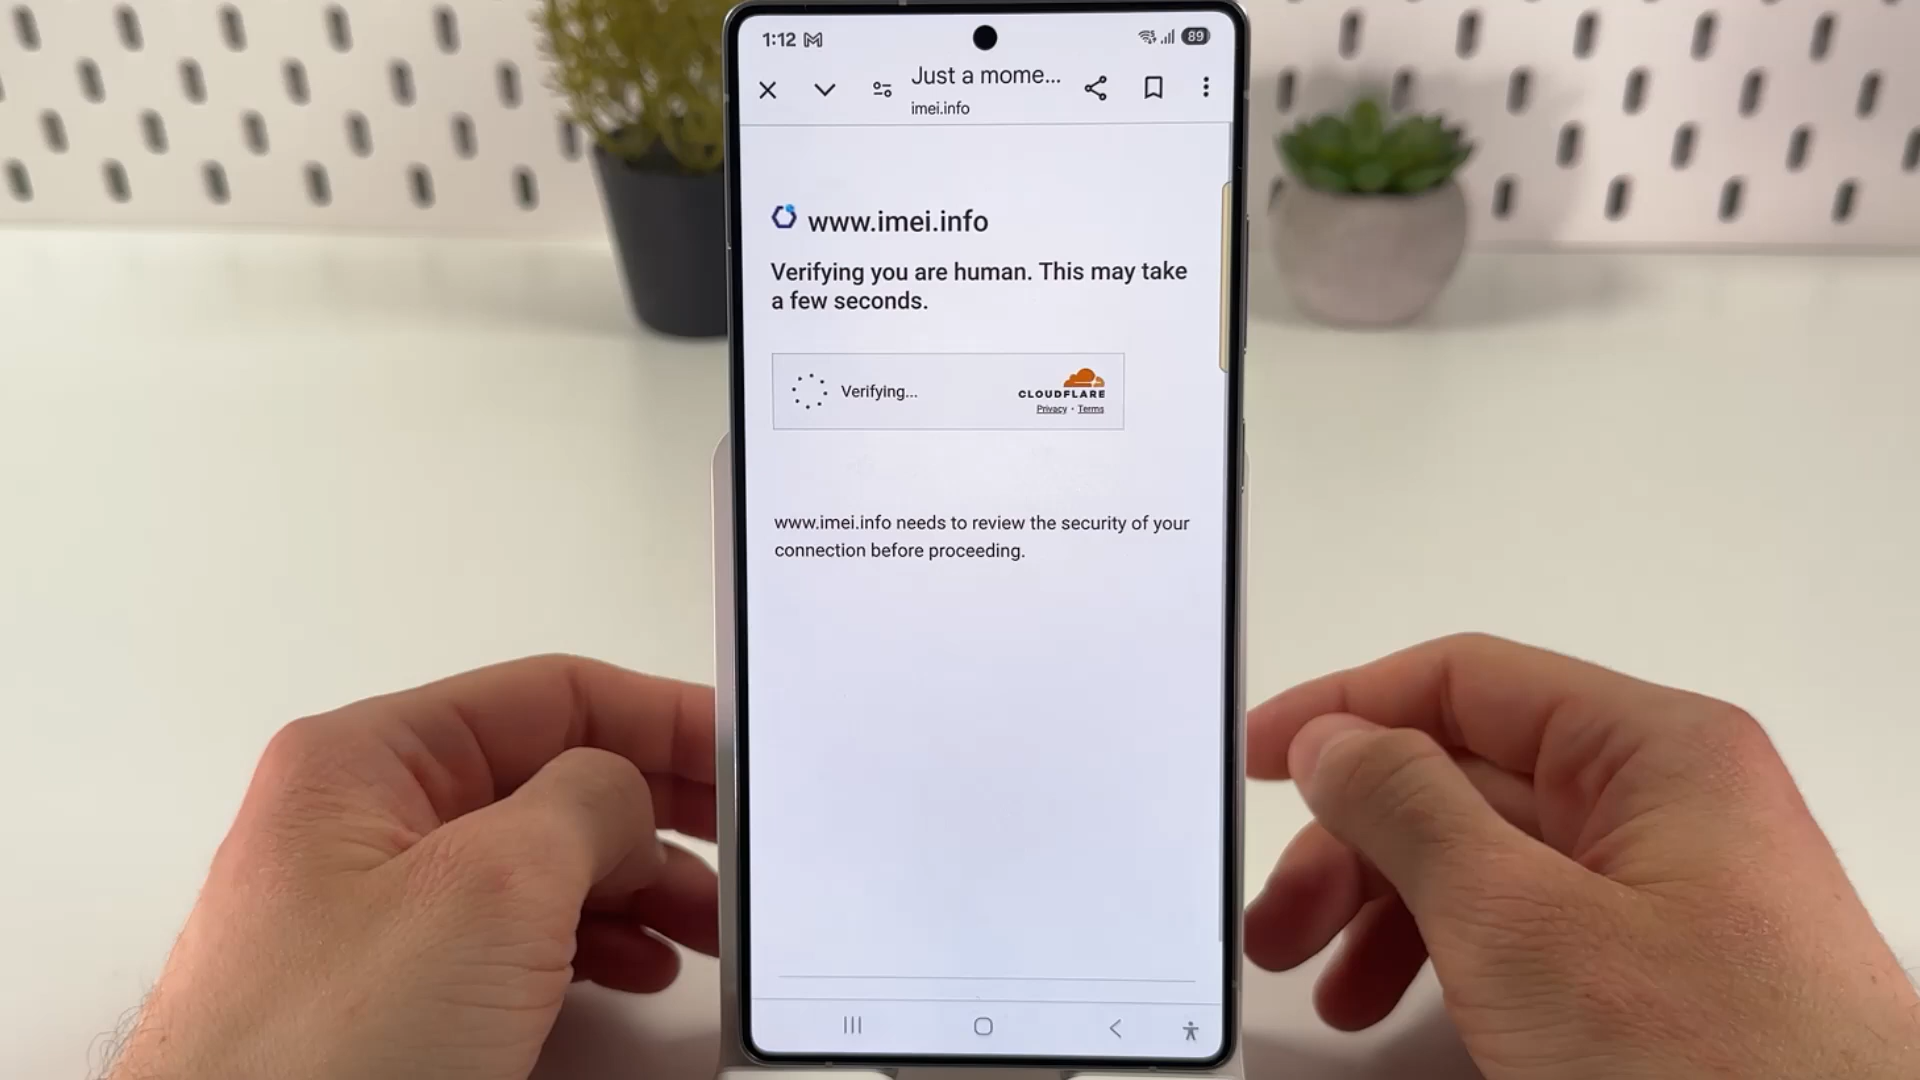 1:12
89
Just a mome...
imei.info
www.imei.info
Verifying you are human. This may take
a few seconds.
Verifying...
CLOUDFLARE
Privacy • Terms
www.imei.info needs to review the security of your
connection before proceeding.